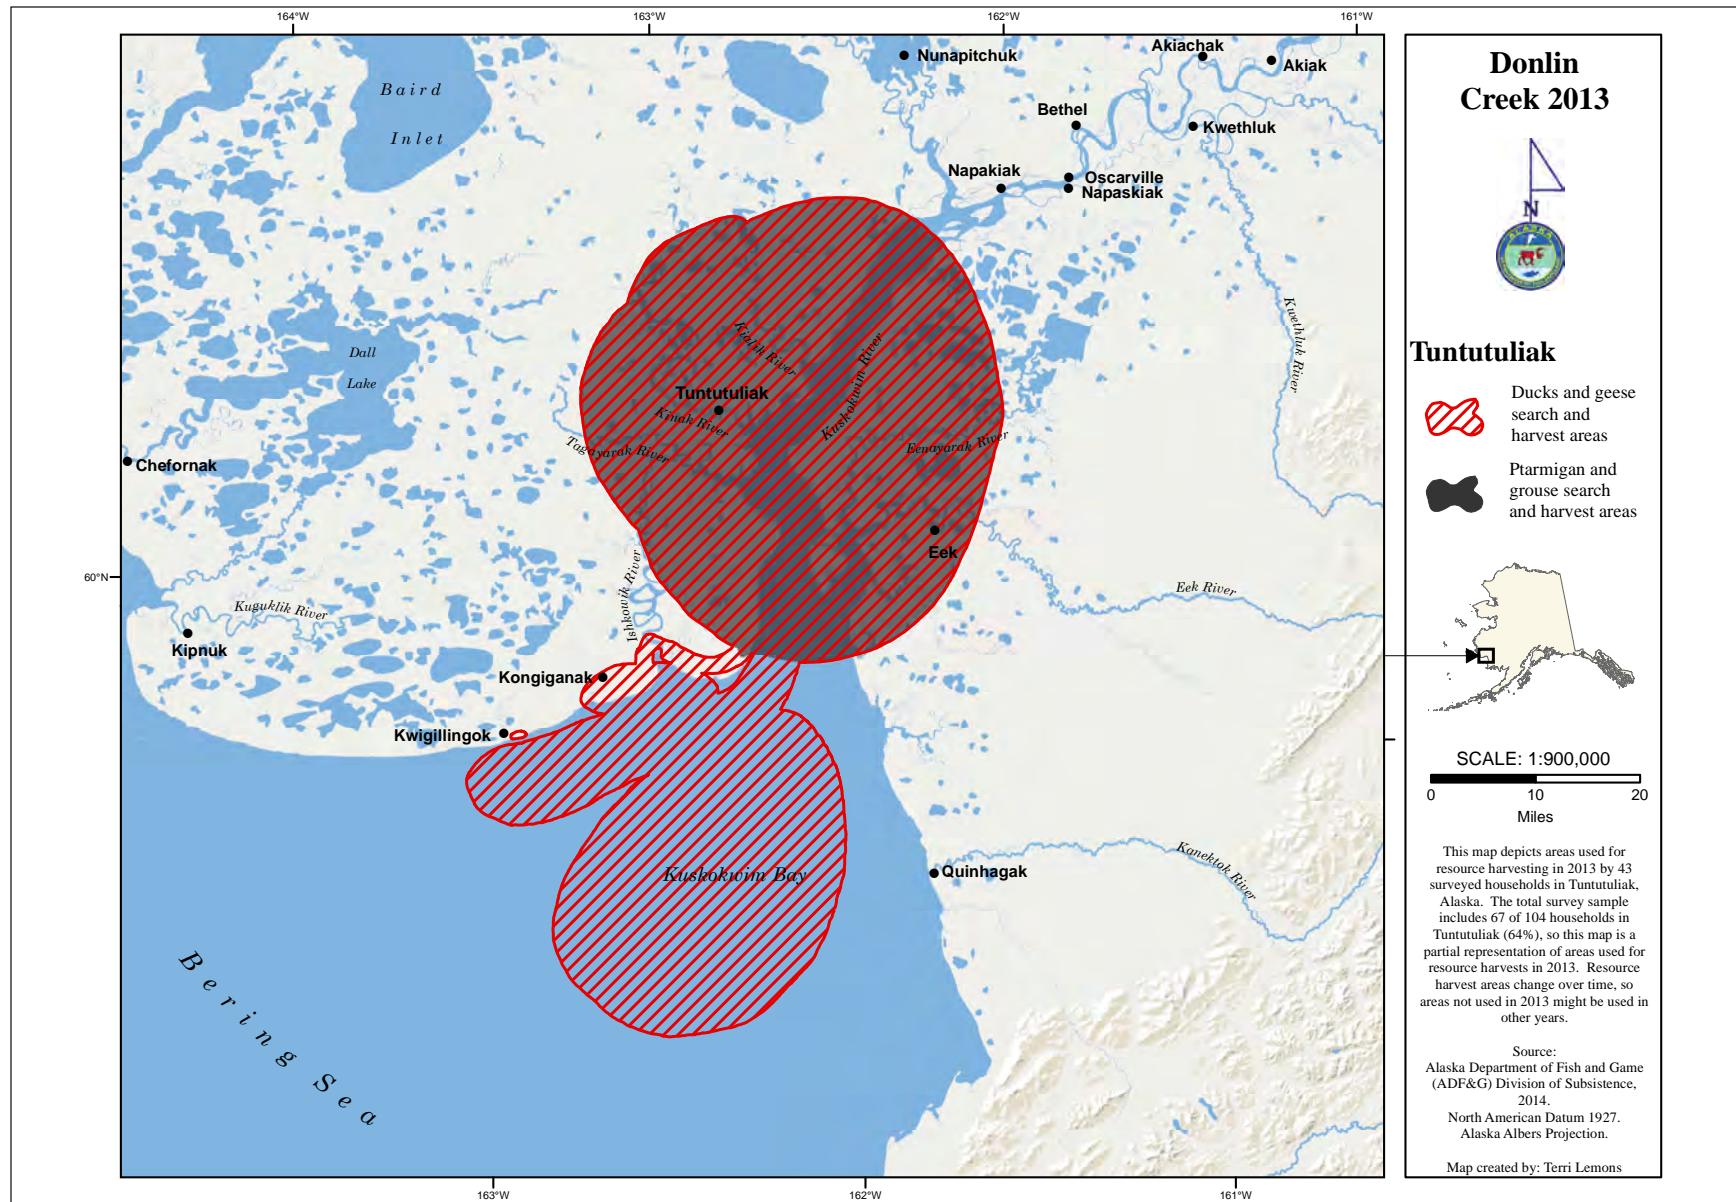 164°W
163°W
162°W
161°W
Baird
Inlet
Nunapitchuk
Akiachak
Akiak
Bethel
Kwethluk
Napakiak
Oscarville
Napaskiak
Kwethluk River
Dall
Lake
Kialik River
Kuskokwim River
Tuntutuliak
Kinak River
Tagayarak River
Eenayarak River
Chefornak
Eek
60°N
Ishkowik River
Eek River
Kuguklik River
Kipnuk
Kongiganak
Kwigillingok
Kuskokwim Bay
Quinhagak
Kanektok River
Bering Sea
163°W
162°W
161°W
Donlin
Creek 2013
N
ALASKA
Tuntutuliak
Ducks and geese
search and
harvest areas
Ptarmigan and
grouse search
and harvest areas
SCALE: 1:900,000
0 10 20
Miles
This map depicts areas used for
resource harvesting in 2013 by 43
surveyed households in Tuntutuliak,
Alaska. The total survey sample
includes 67 of 104 households in
Tuntutuliak (64%), so this map is a
partial representation of areas used for
resource harvests in 2013. Resource
harvest areas change over time, so
areas not used in 2013 might be used in
other years.
Source:
Alaska Department of Fish and Game
(ADF&G) Division of Subsistence,
2014.
North American Datum 1927.
Alaska Albers Projection.
Map created by: Terri Lemons